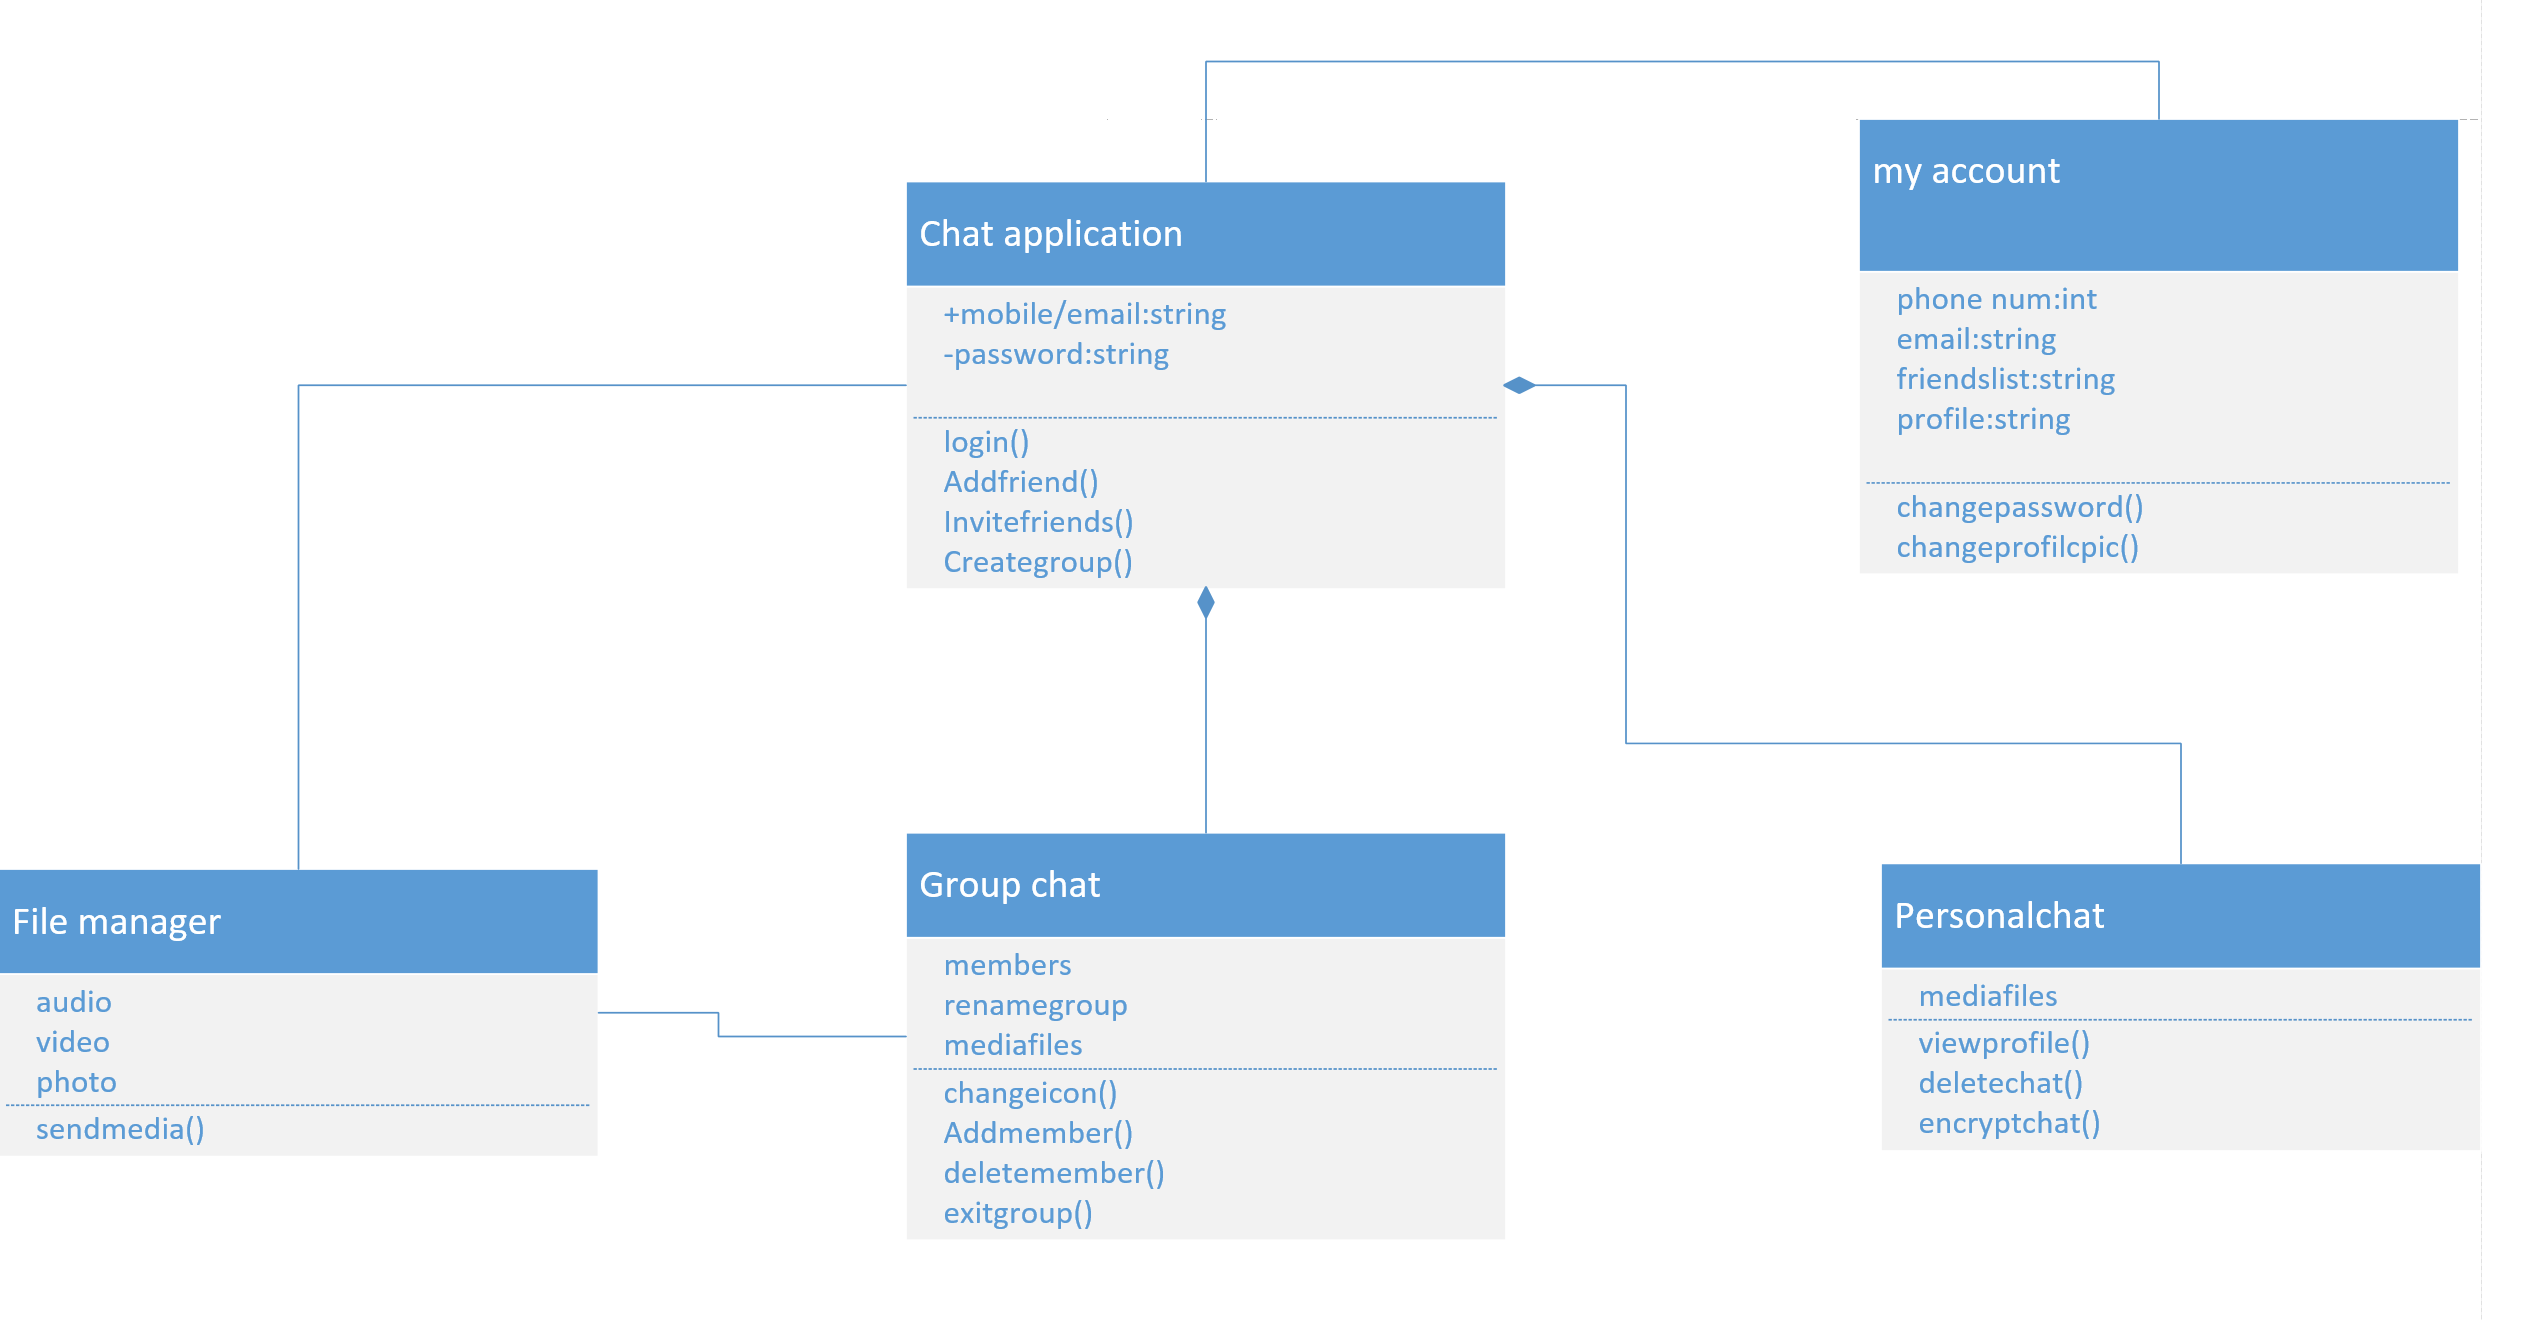 Chat application
+mobile/email:string
-password:string
login()
Addfriend()
Invitefriends()
Creategroup()
my account
phone num:int
email:string
friendslist:string
profile:string
changepassword()
changeprofilcpic()
File manager
audio
video
photo
sendmedia()
Group chat
members
renamegroup
mediafiles
changeicon()
Addmember()
deletemember()
exitgroup()
Personalchat
mediafiles
viewprofile()
deletechat()
encryptchat()